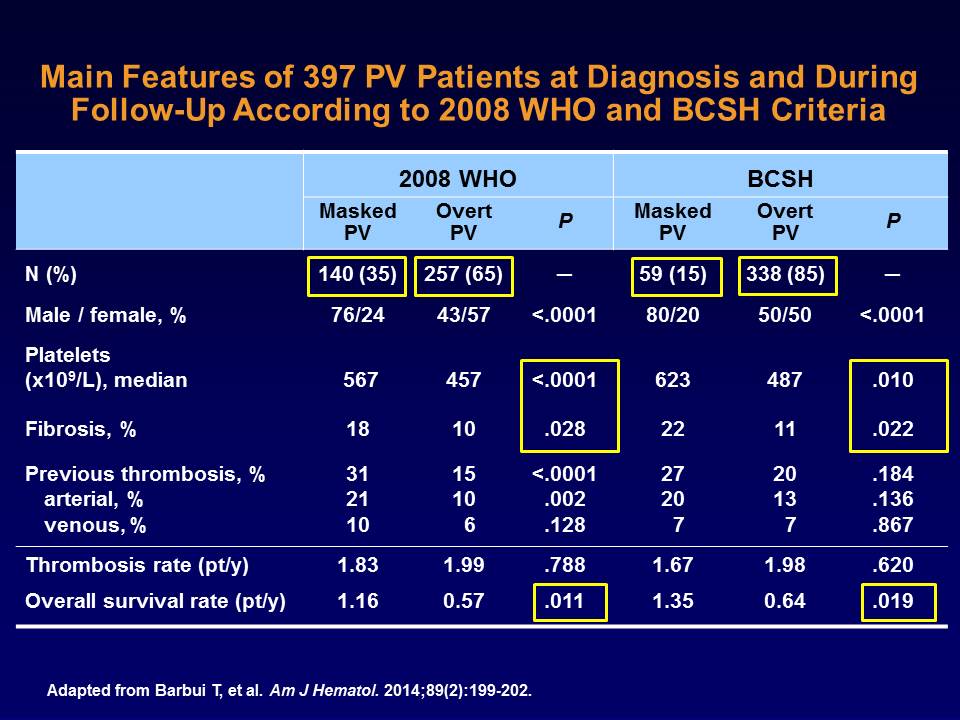 Main Features of 397 PV Patients at Diagnosis and During
Follow-Up According to 2008 WHO and BCSH Criteria
2008 WHO BCSH
Masked PV Overt PV P Masked PV Overt PV P
N (%) 140 (35) 257 (65) — 59 (15) 338 (85) —
Male / female, % 76/24 43/57 <.0001 80/20 50/50 <.0001
Platelets
(x10⁹/L), median 567 457 <.0001 623 487 .010
Fibrosis, % 18 10 .028 22 11 .022
Previous thrombosis, % 31 15 <.0001 27 20 .184
arterial, % 21 10 .002 20 13 .136
venous, % 10 6 .128 7 7 .867
Thrombosis rate (pt/y) 1.83 1.99 .788 1.67 1.98 .620
Overall survival rate (pt/y) 1.16 0.57 .011 1.35 0.64 .019
Adapted from Barbui T, et al. Am J Hematol. 2014;89(2):199-202.